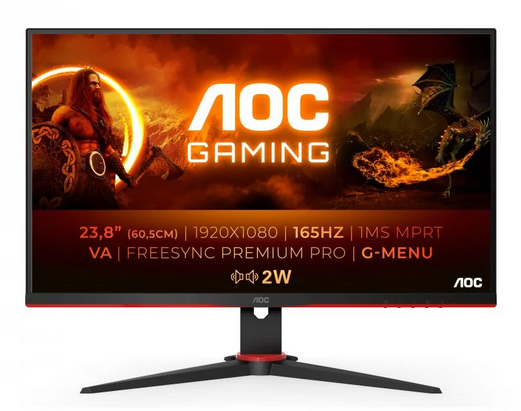 AOC
GAMING
23,8” (60,5CM) | 1920X1080 | 165HZ | 1MS MPRT
VA | FREESYNC PREMIUM PRO | G-MENU
2W
AOC
AOC